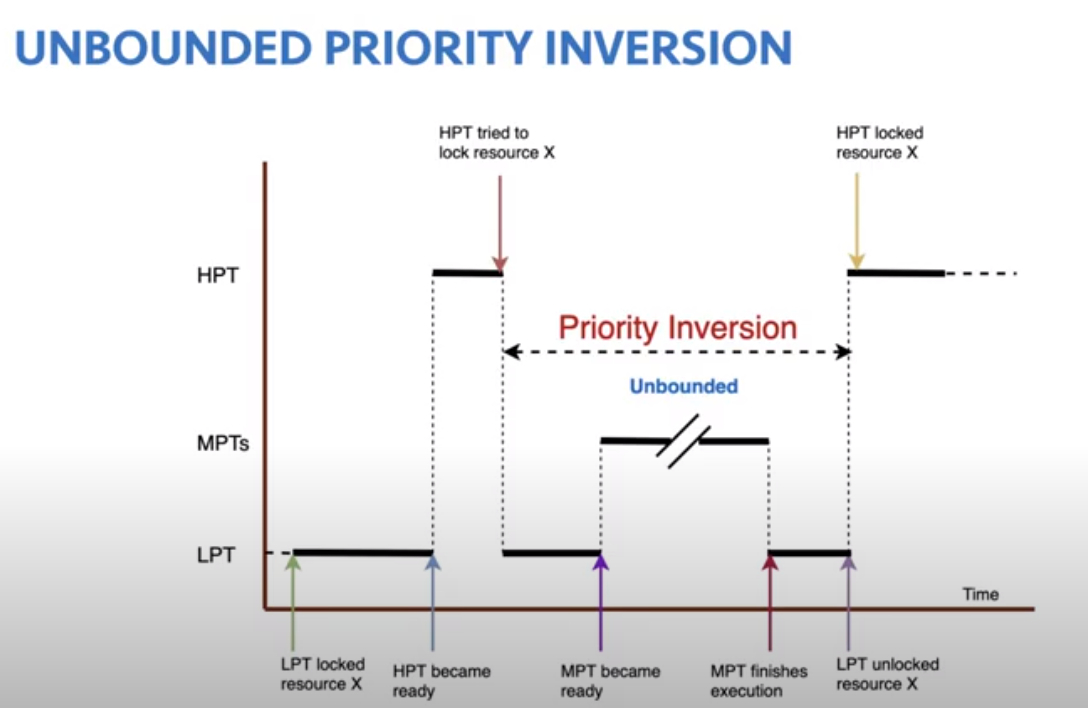 UNBOUNDED PRIORITY INVERSION
HPT tried to
lock resource X
HPT locked
resource X
HPT
Priority Inversion
Unbounded
MPTs
LPT
Time
LPT locked
resource X
HPT became
ready
MPT became
ready
MPT finishes
execution
LPT unlocked
resource X